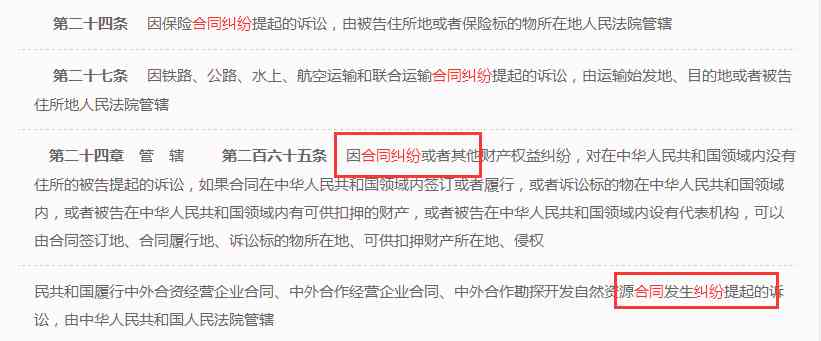 第二十四条 因保险合同纠纷提起的诉讼，由被告住所地或者保险标的物所在地人民法院管辖
第二十七条 因铁路、公路、水上、航空运输和联合运输合同纠纷提起的诉讼，由运输始发地、目的地或者被告
住所地人民法院管辖
第二十四章 管 辖 第二百六十五条 因合同纠纷或者其他财产权益纠纷，对在中华人民共和国领域内没有
住所的被告提起的诉讼，如果合同在中华人民共和国领域内签订或者履行，或者诉讼标的物在中华人民共和国领域
内，或者被告在中华人民共和国领域内有可供扣押的财产，或者被告在中华人民共和国领域内设有代表机构，可以
由合同签订地、合同履行地、诉讼标的物所在地、可供扣押财产所在地、侵权
民共和国履行中外合资经营企业合同、中外合作经营企业合同、中外合作勘探开发自然资源合同发生纠纷提起的诉
讼，由中华人民共和国人民法院管辖